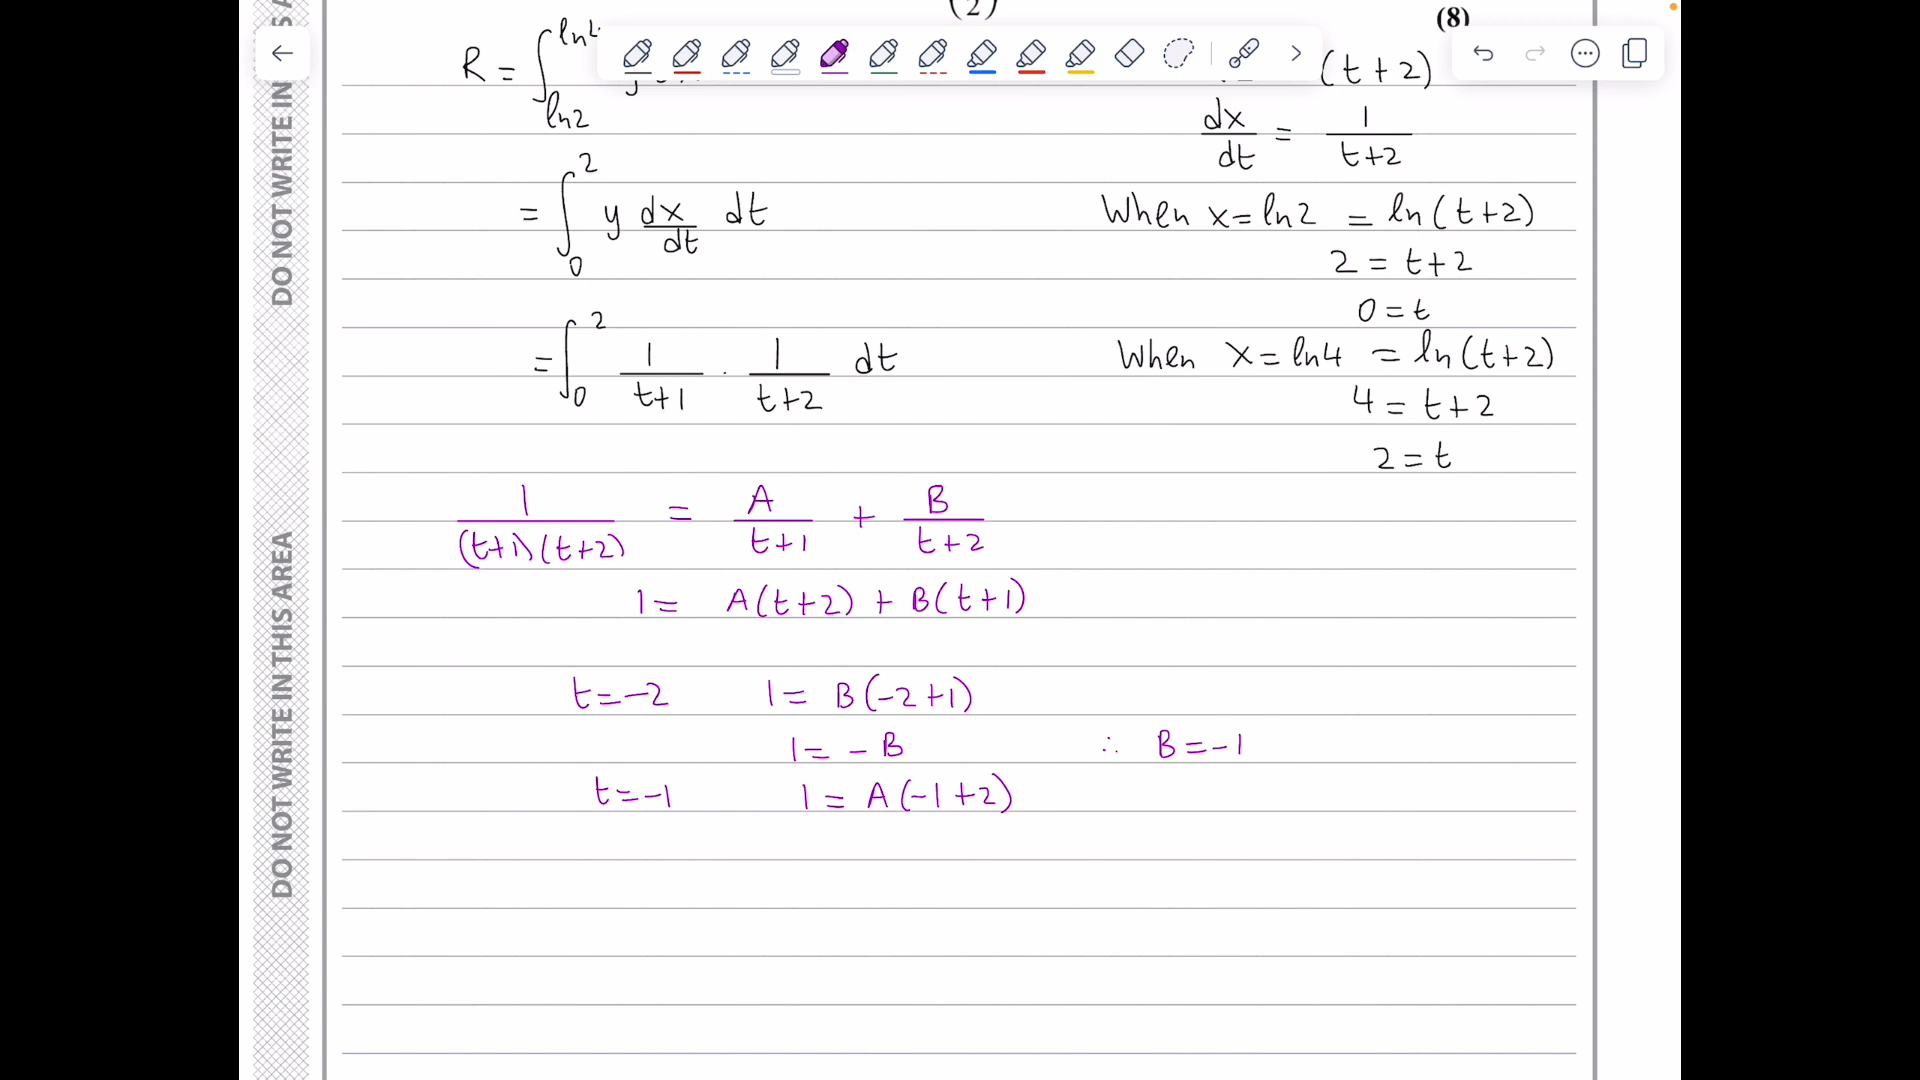 (2)
(8)
R = ∫ ln2
(t+2)
dx/dt = 1/(t+2)
= ∫₀² y dx/dt dt
When x = ln2 = ln(t+2)
2 = t+2
0 = t
= ∫₀² 1/(t+1) . 1/(t+2) dt
When x = ln4 = ln(t+2)
4 = t+2
2 = t
1/((t+1)(t+2)) = A/(t+1) + B/(t+2)
1 = A(t+2) + B(t+1)
t = -2 1 = B(-2+1)
1 = -B ∴ B = -1
t = -1 1 = A(-1+2)
DO NOT WRITE IN
DO NOT WRITE IN THIS AREA